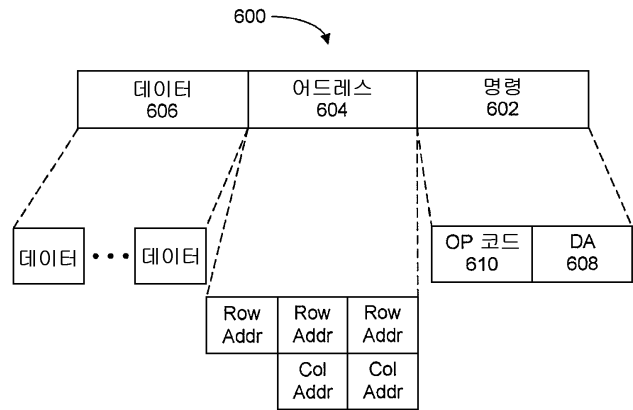 600
데이터 어드레스 명령
606 604 602
데이터 ••• 데이터
OP 코드 DA
610 608
Row Row Row
Addr Addr Addr
Col Col
Addr Addr